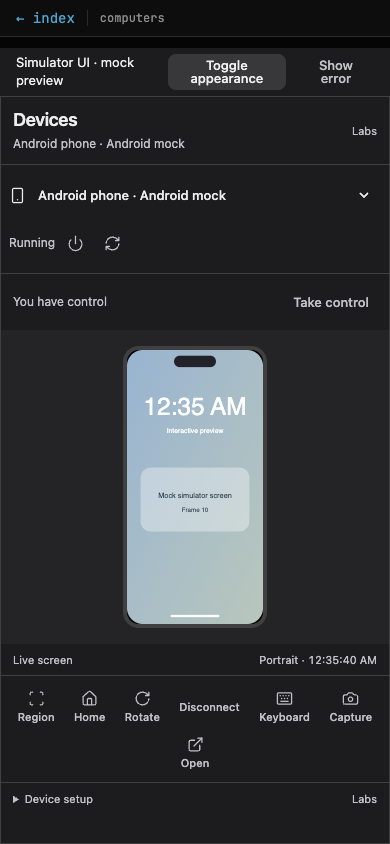 ← index
computers
Simulator UI · mock preview
Toggle appearance
Show error
Devices
Android phone · Android mock
Labs
Android phone · Android mock
Running
You have control
Take control
12:35 AM
Interactive preview
Mock simulator screen
Frame 10
Live screen
Portrait · 12:35:40 AM
Region
Home
Rotate
Disconnect
Keyboard
Capture
Open
Device setup
Labs